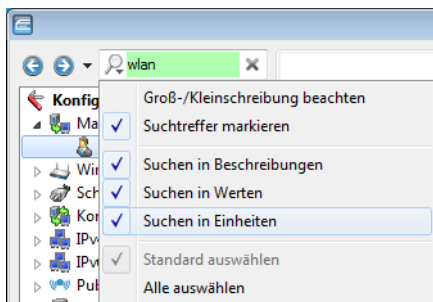 wlan
Groß-/Kleinschreibung beachten
Konfig
Suchtreffer markieren
Ma
Suchen in Beschreibungen
Wir
Suchen in Werten
Sch
Suchen in Einheiten
Kor
IPv
Standard auswählen
IPv
Alle auswählen
Pub